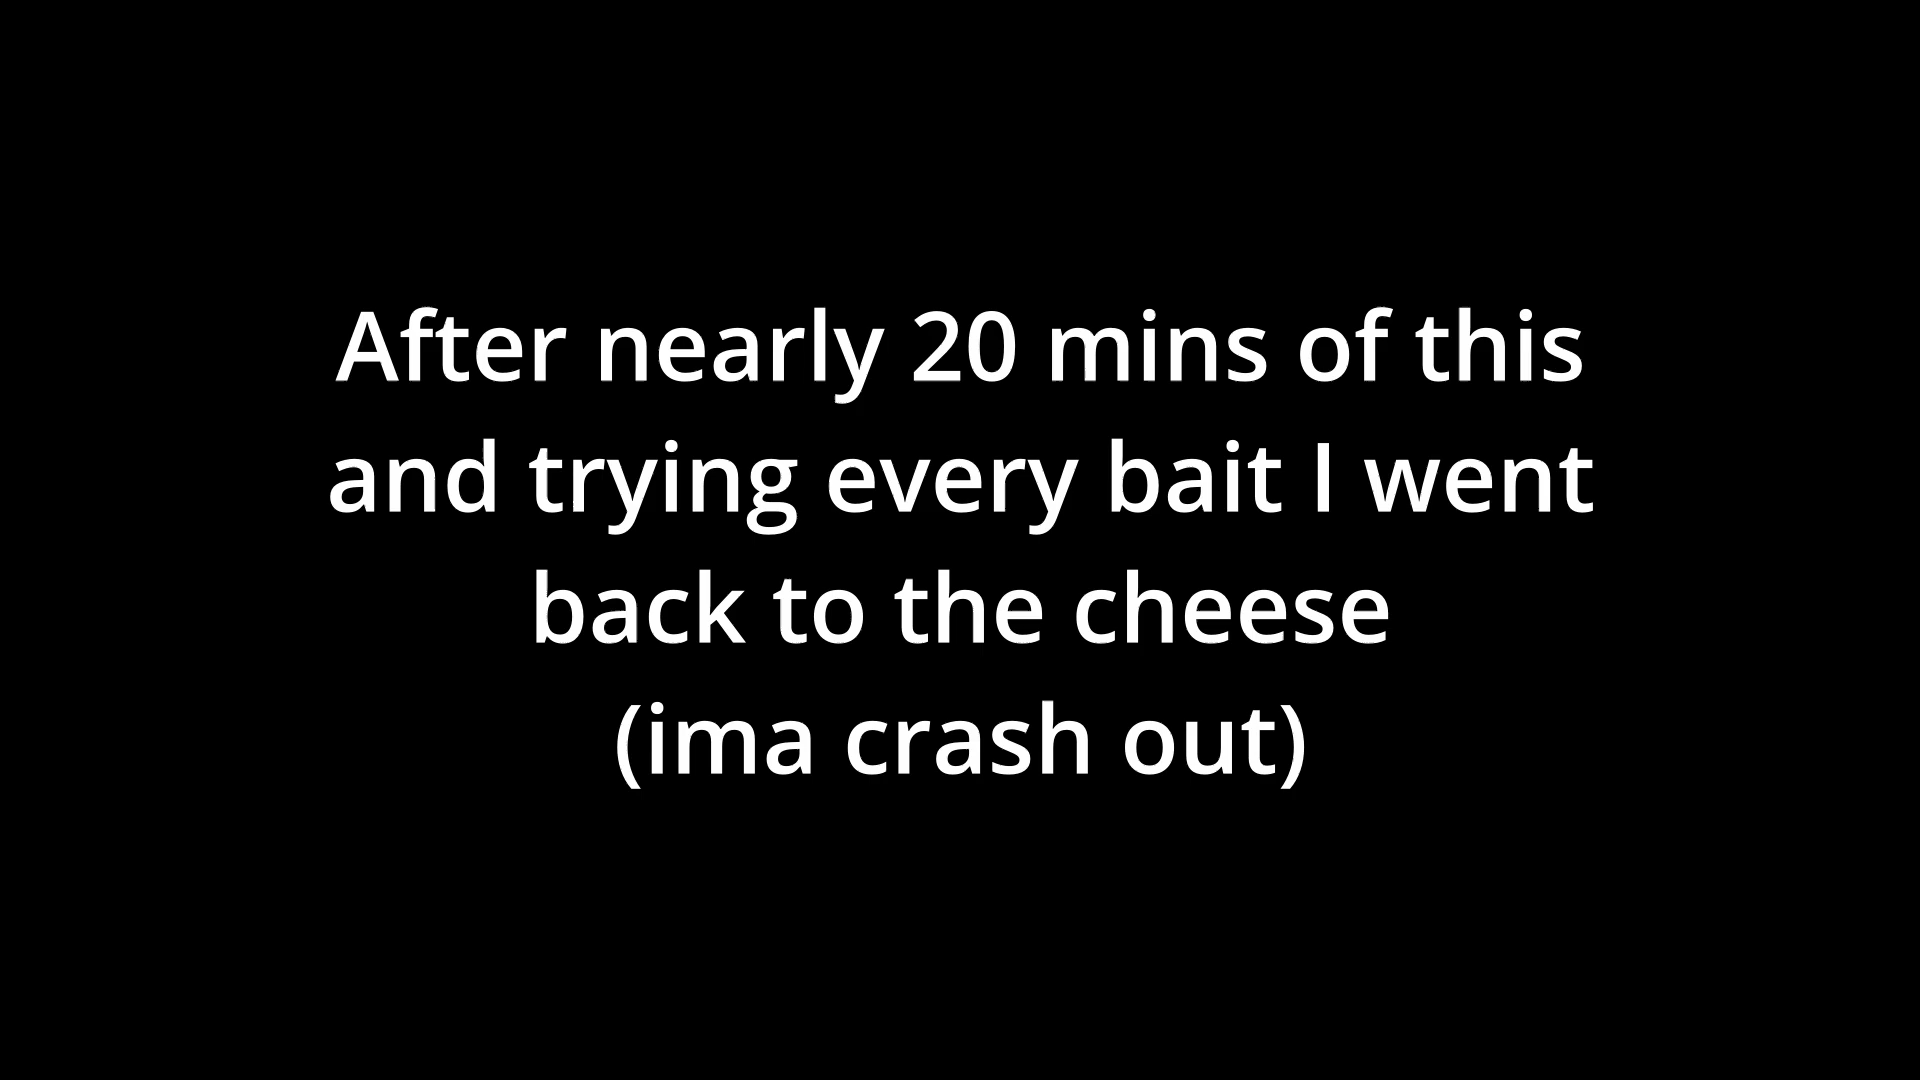 After nearly 20 mins of this
and trying every bait I went
back to the cheese
(ima crash out)